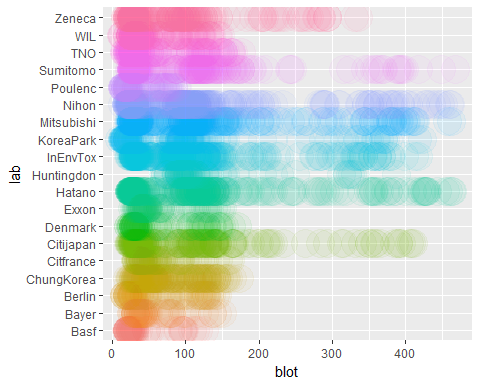 Zeneca
WIL
TNO
Sumitomo
Poulenc
Nihon
Mitsubishi
KoreaPark
InEnvTox
Huntingdon
Hatano
Exxon
Denmark
Citijapan
Citfrance
ChungKorea
Berlin
Bayer
Basf
lab
0 100 200 300 400
blot